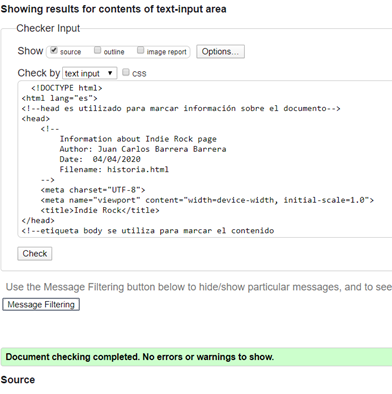 Showing results for contents of text-input area
Checker Input
Show source outline image report Options...
Check by text input css
<!DOCTYPE html>
<html lang="es">
<!--head es utilizado para marcar información sobre el documento-->
<head>
<!--
Information about Indie Rock page
Author: Juan Carlos Barrera Barrera
Date: 04/04/2020
Filename: historia.html
-->
<meta charset="UTF-8">
<meta name="viewport" content="width=device-width, initial-scale=1.0">
<title>Indie Rock</title>
</head>
<!--etiqueta body se utiliza para marcar el contenido
Check
Use the Message Filtering button below to hide/show particular messages, and to see
Message Filtering
Document checking completed. No errors or warnings to show.
Source